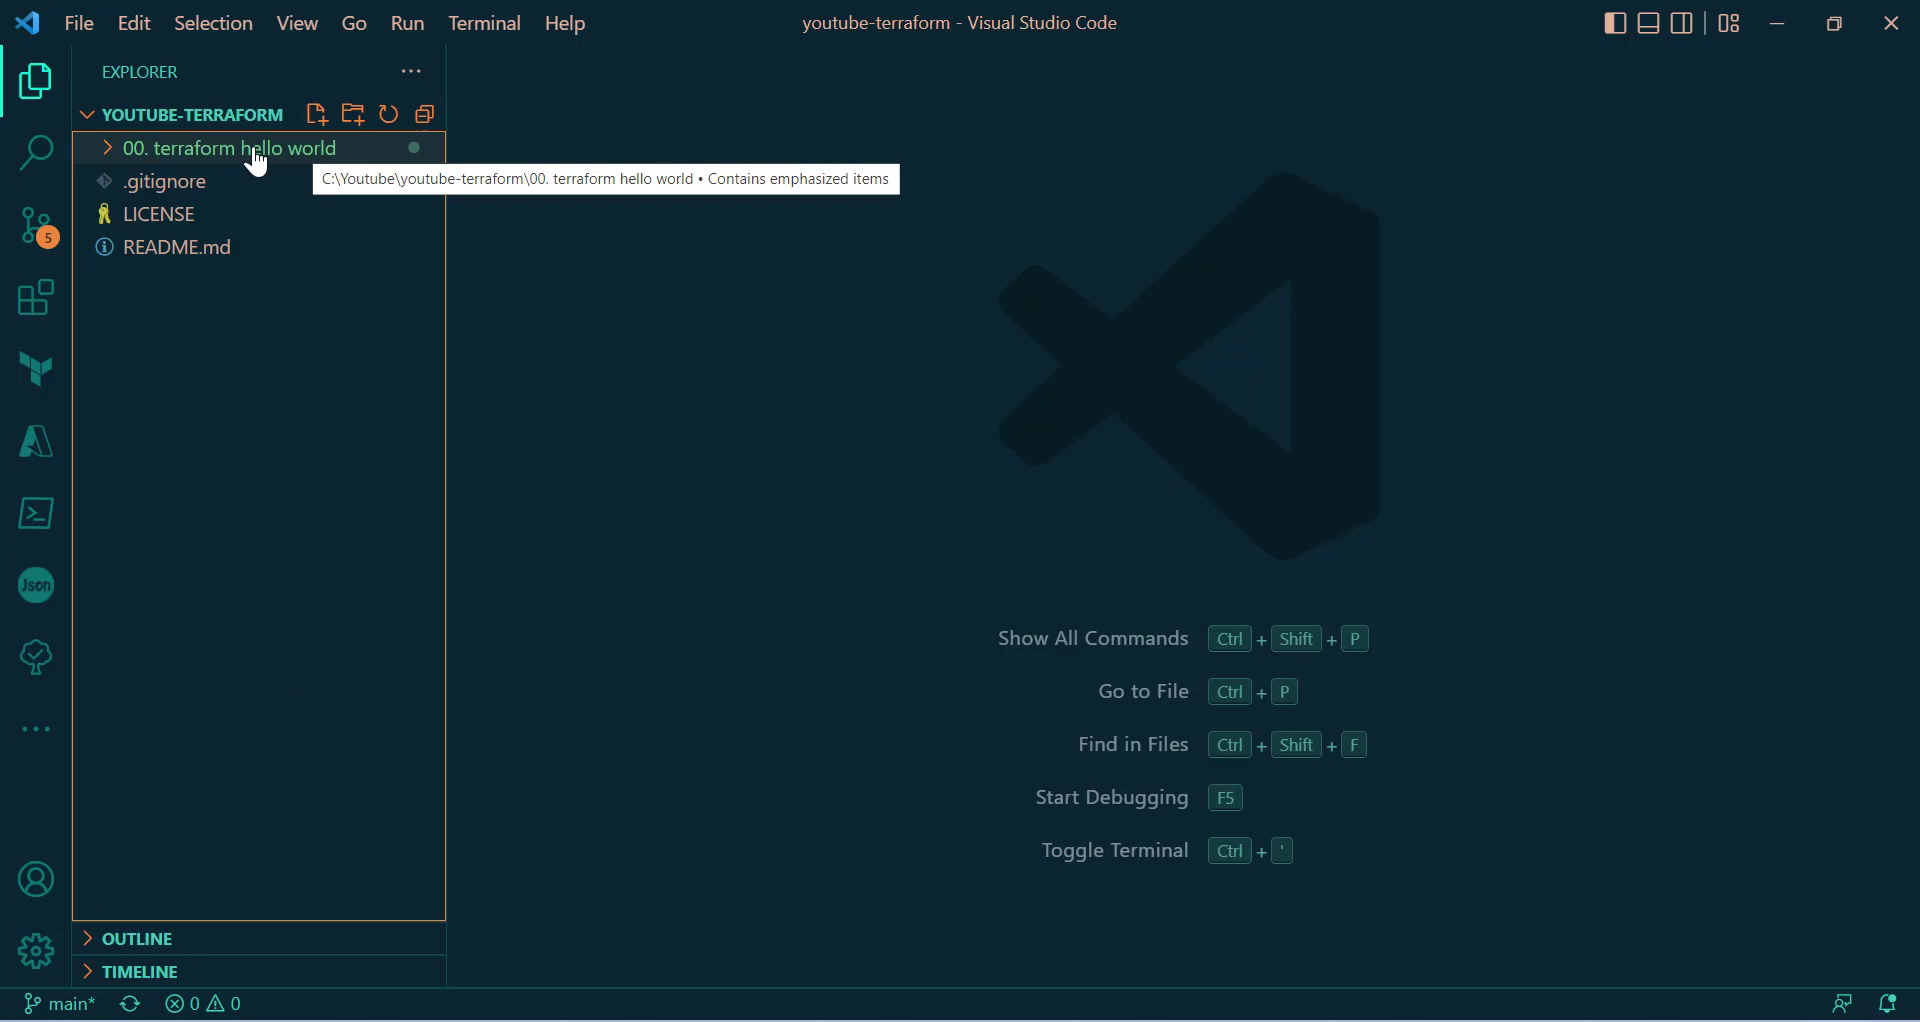 File Edit Selection View Go Run Terminal Help
youtube-terraform - Visual Studio Code
EXPLORER
YOUTUBE-TERRAFORM
00. terraform hello world
C:\Youtube\youtube-terraform\00. terraform hello world • Contains emphasized items
.gitignore
LICENSE
README.md
5
Json
Show All Commands Ctrl + Shift + P
Go to File Ctrl + P
Find in Files Ctrl + Shift + F
Start Debugging F5
Toggle Terminal Ctrl + '
OUTLINE
TIMELINE
main* 0 0